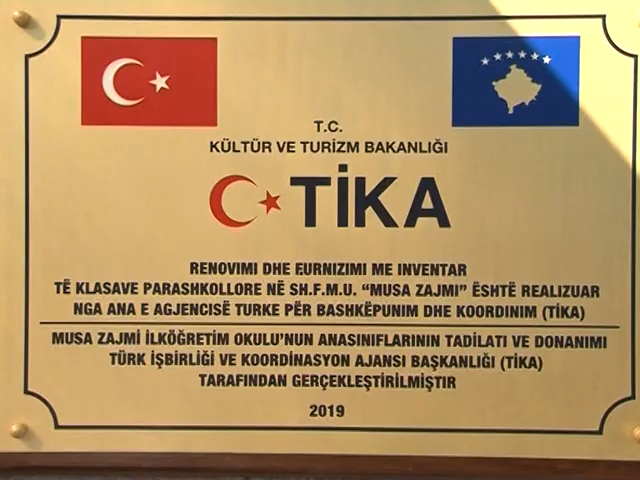 T.C.
KÜLTÜR VE TURİZM BAKANLIĞI
TİKA
RENOVIMI DHE FURNIZIMI ME INVENTAR
TË KLASAVE PARASHKOLLORE NË SH.F.M.U. “MUSA ZAJMI” ËSHTË REALIZUAR
NGA ANA E AGJENCISË TURKE PËR BASHKËPUNIM DHE KOORDINIM (TİKA)
MUSA ZAJMI İLKÖĞRETİM OKULU’NUN ANASINIFLARININ TADİLATI VE DONANIMI
TÜRK İŞBİRLİĞİ VE KOORDİNASYON AJANSI BAŞKANLIĞI (TİKA)
TARAFINDAN GERÇEKLEŞTİRİLMİŞTIR
2019